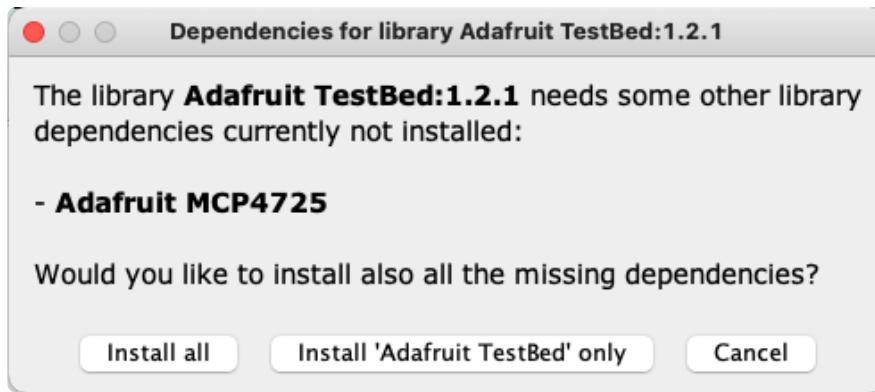 Dependencies for library Adafruit TestBed:1.2.1
The library Adafruit TestBed:1.2.1 needs some other library
dependencies currently not installed:
- Adafruit MCP4725
Would you like to install also all the missing dependencies?
Install all
Install 'Adafruit TestBed' only
Cancel